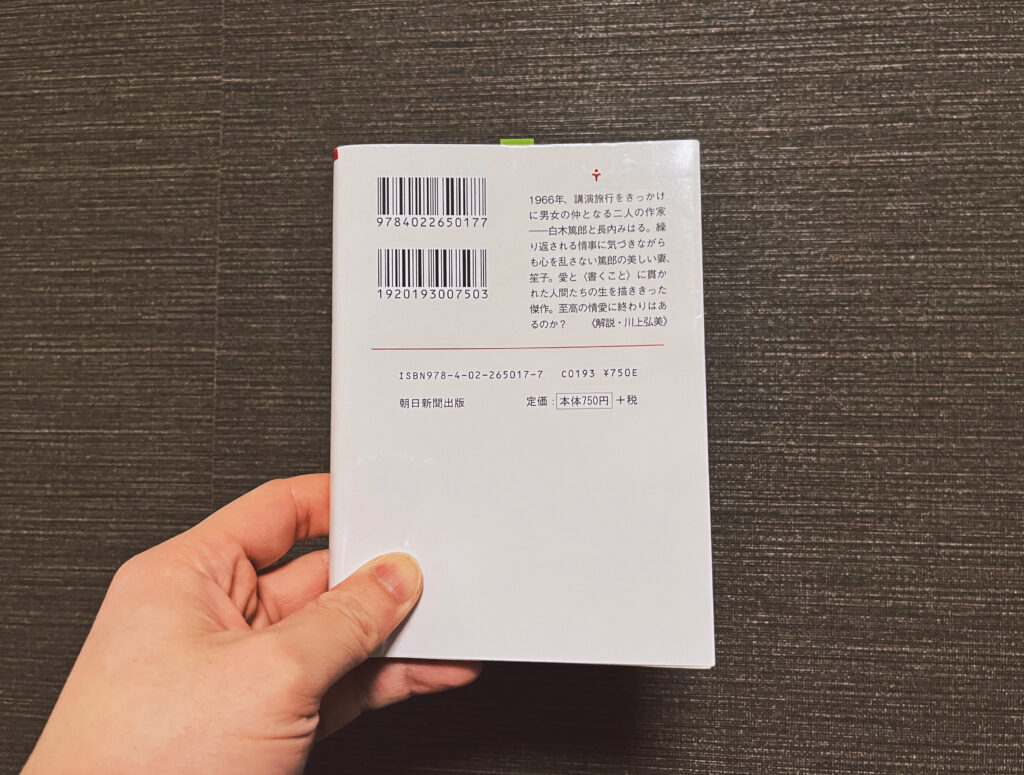 9784022650177
1920193007503
1966年、講演旅行をきっかけ
に男女の仲となる二人の作家
――白木篤郎と長内みはる。繰
り返される情事に気づきながら
も心を乱さない篤郎の美しい妻、
笙子。愛と〈書くこと〉に貫か
れた人間たちの生を描ききった
傑作。至高の情愛に終わりはあ
るのか？　《解説・川上弘美》
ISBN978-4-02-265017-7 C0193 ¥750E
朝日新聞出版 定価：本体750円＋税